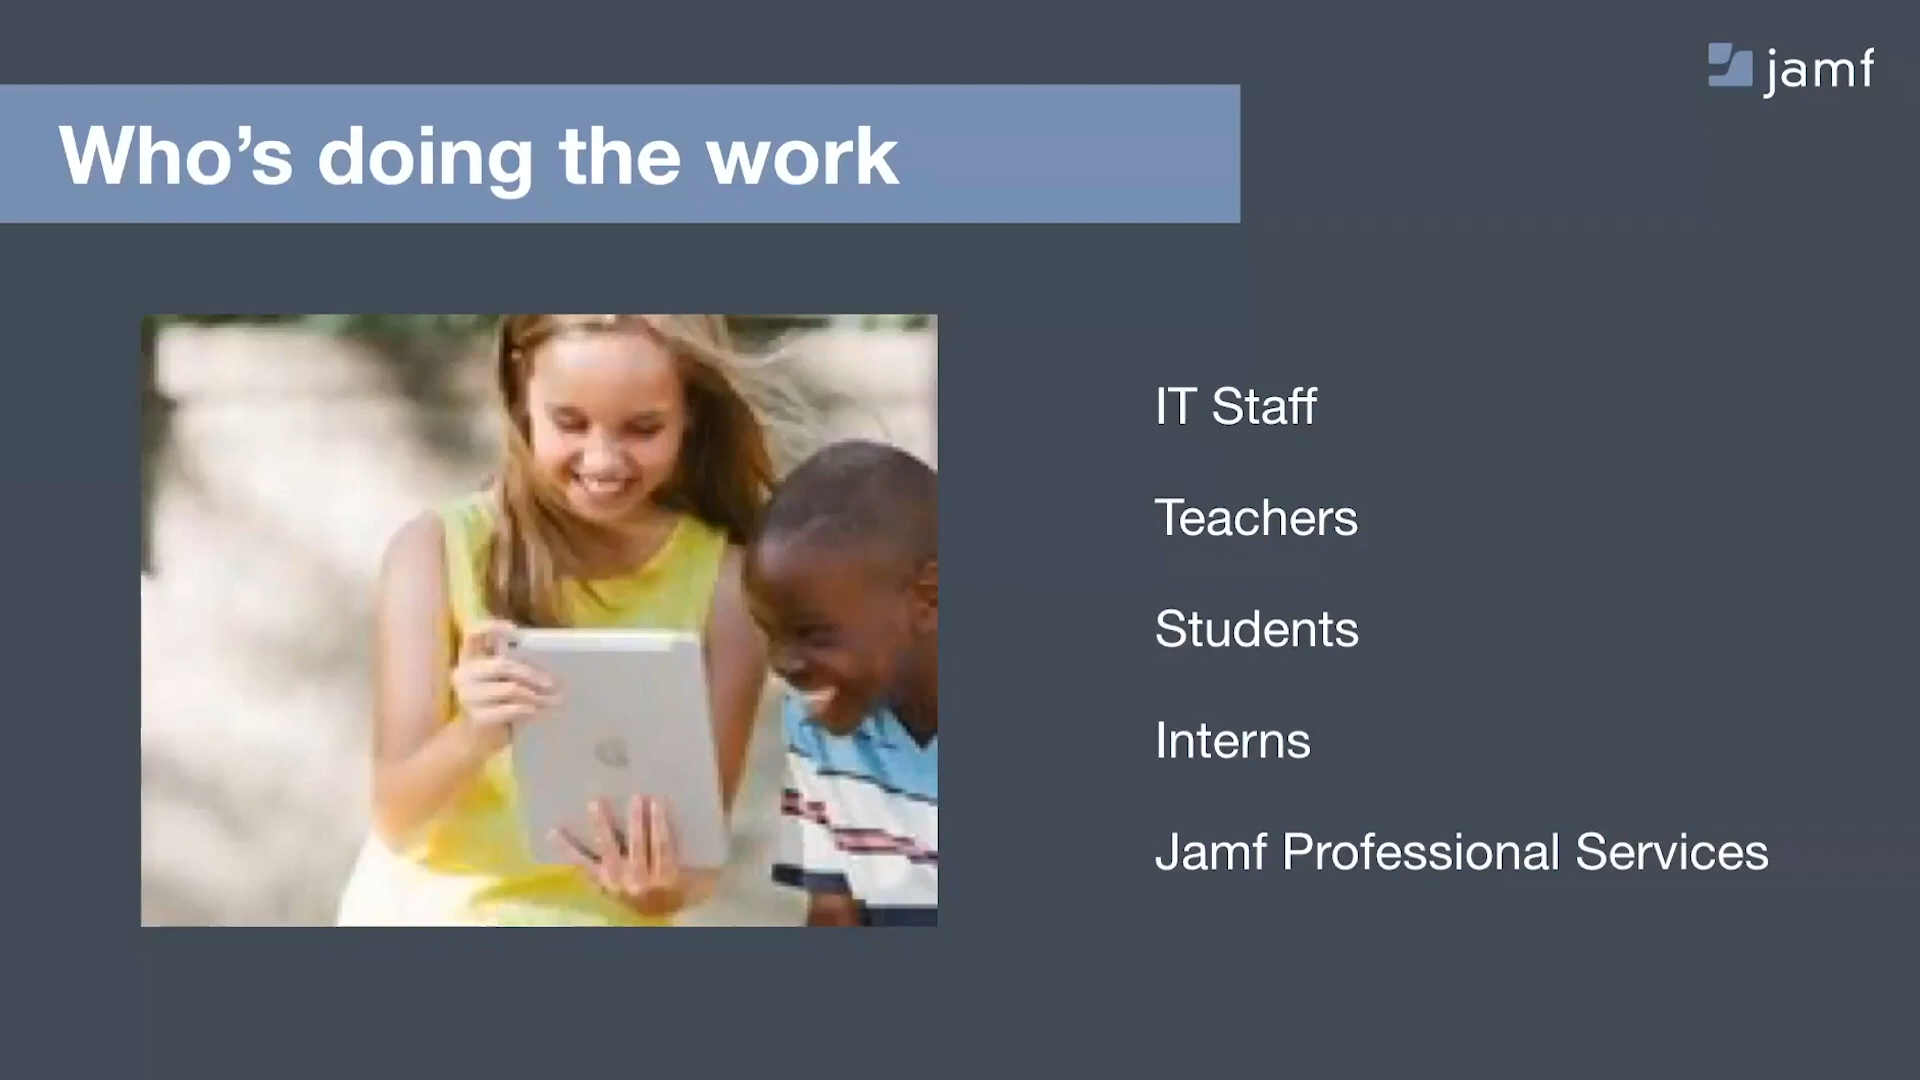 jamf
Who’s doing the work
IT Staff
Teachers
Students
Interns
Jamf Professional Services